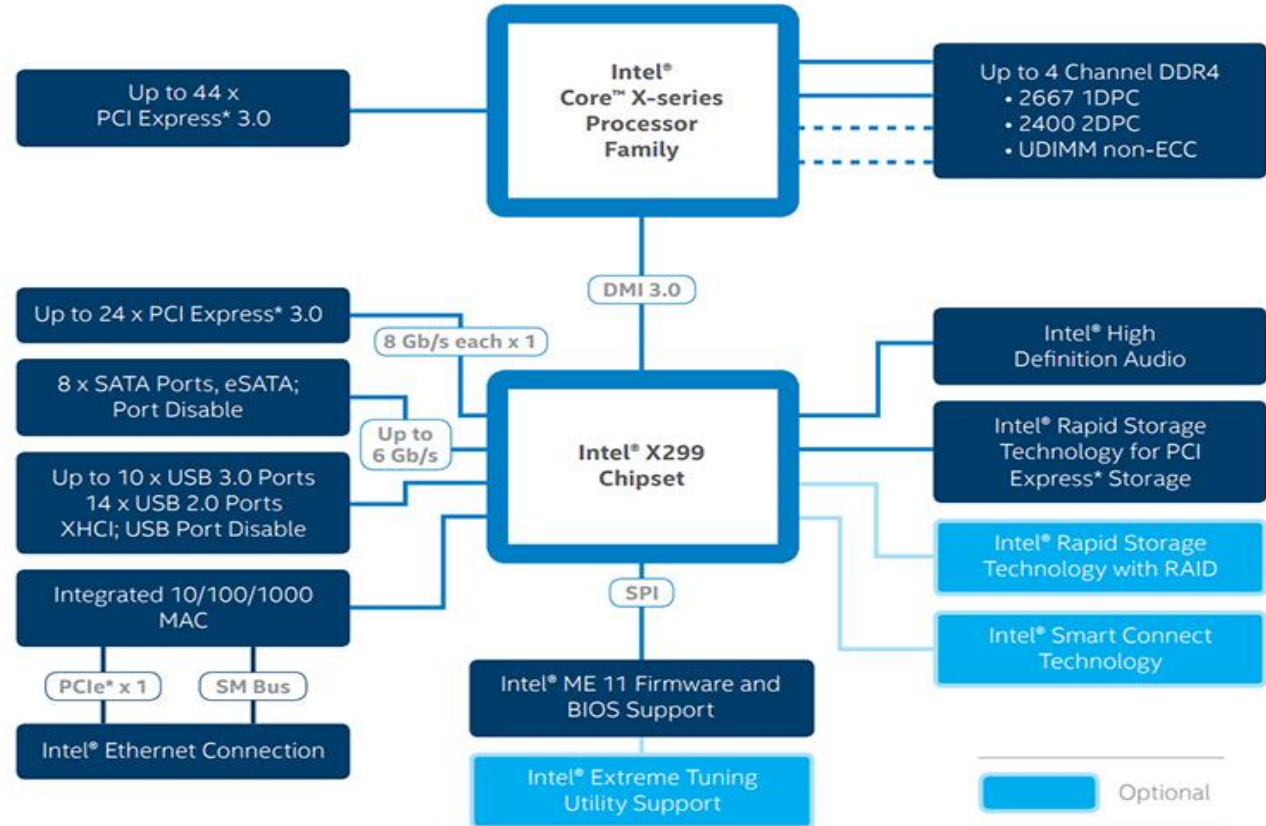 Intel®
Core™ X-series
Processor
Family
Up to 44 x
PCI Express* 3.0
Up to 4 Channel DDR4
• 2667 1DPC
• 2400 2DPC
• UDIMM non-ECC
DMI 3.0
Up to 24 x PCI Express* 3.0
8 Gb/s each x 1
8 x SATA Ports, eSATA;
Port Disable
Up to
6 Gb/s
Up to 10 x USB 3.0 Ports
14 x USB 2.0 Ports
XHCI; USB Port Disable
Integrated 10/100/1000
MAC
PCIe* x 1
SM Bus
Intel® Ethernet Connection
Intel® X299
Chipset
Intel® High
Definition Audio
Intel® Rapid Storage
Technology for PCI
Express* Storage
Intel® Rapid Storage
Technology with RAID
Intel® Smart Connect
Technology
SPI
Intel® ME 11 Firmware and
BIOS Support
Intel® Extreme Tuning
Utility Support
Optional